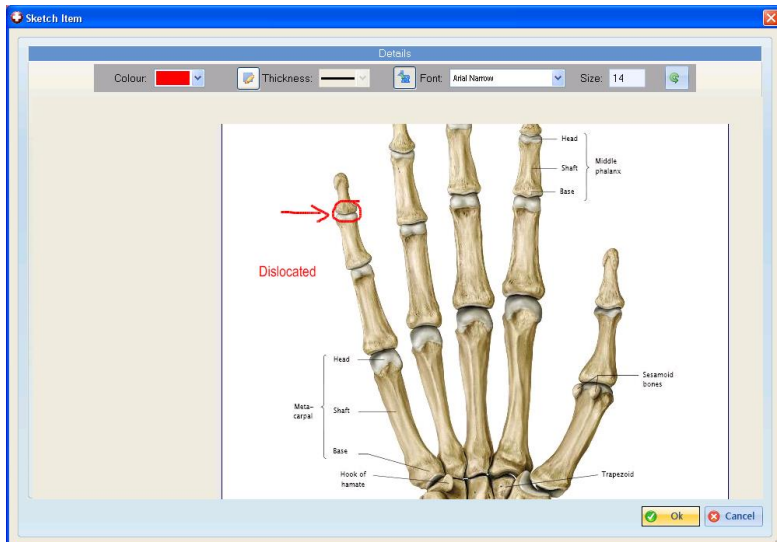 Sketch Item
Details
Colour:
Thickness:
Font:
Arial Narrow
Size:
14
Head
Shaft
Base
Middle
phalanx
Dislocated
Head
Meta-
carpal
Shaft
Base
Hook of
hamate
Sesamoid
bones
Trapezoid
Ok
Cancel